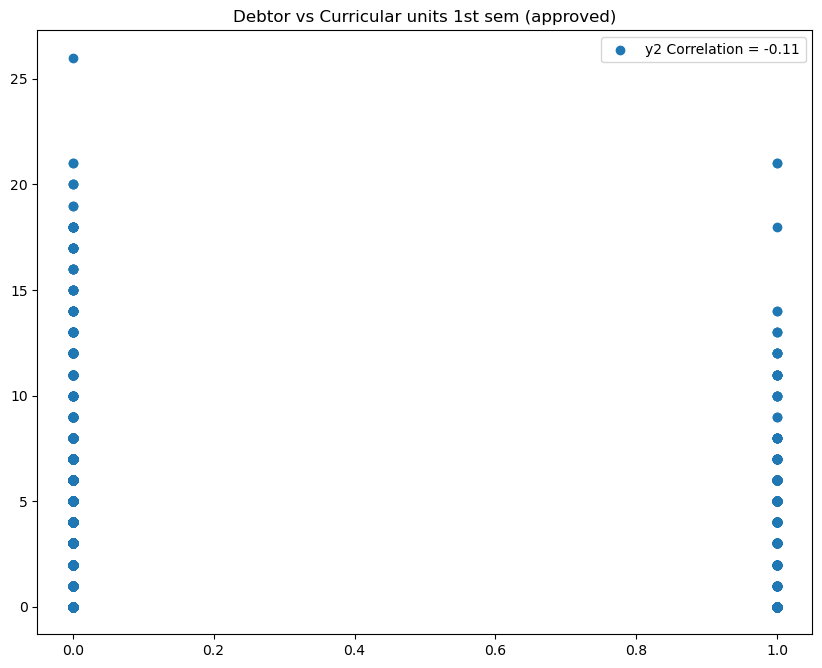 Debtor vs Curricular units 1st sem (approved)
y2 Correlation = -0.11
25
20
15
10
5
0
0.0 0.2 0.4 0.6 0.8 1.0